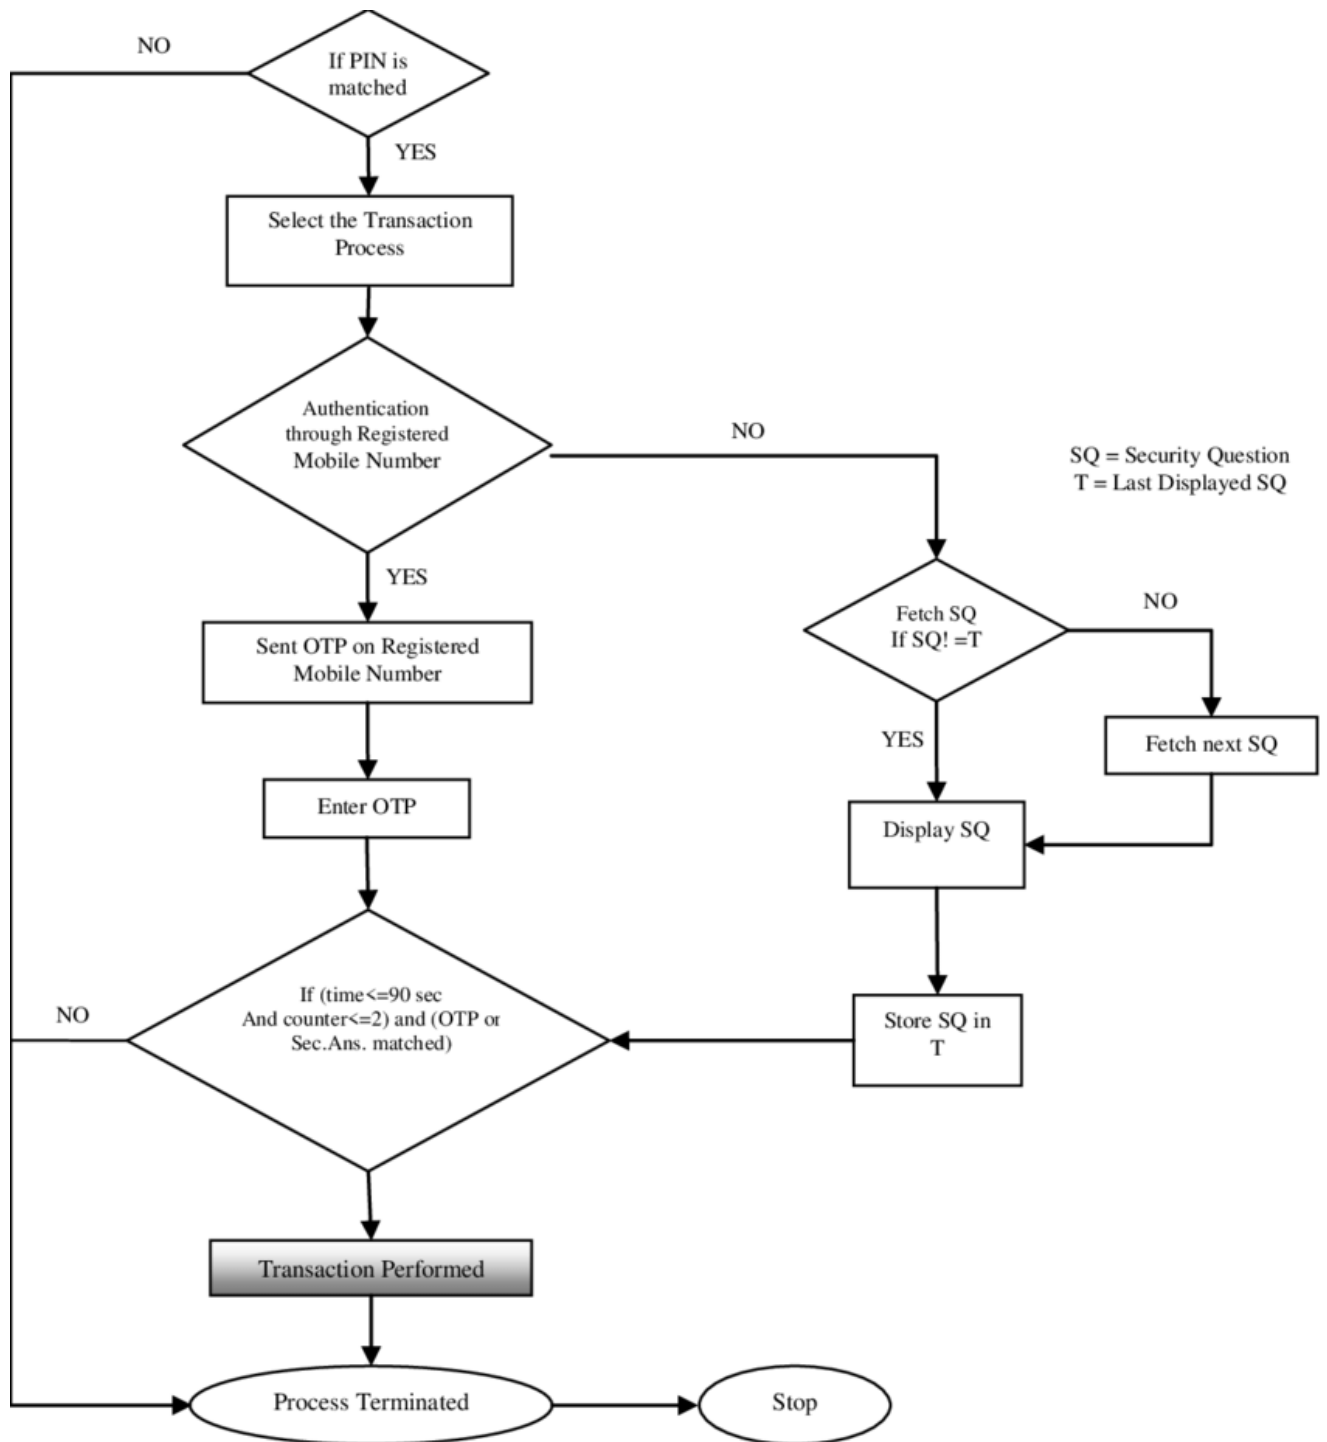 NO
If PIN is
matched
YES
Select the Transaction
Process
Authentication
through Registered
Mobile Number
NO
SQ = Security Question
T = Last Displayed SQ
YES
Sent OTP on Registered
Mobile Number
Fetch SQ
If SQ! =T
NO
YES
Fetch next SQ
Enter OTP
Display SQ
If (time<=90 sec
And counter<=2) and (OTP or
Sec.Ans. matched)
NO
Store SQ in
T
Transaction Performed
Process Terminated
Stop